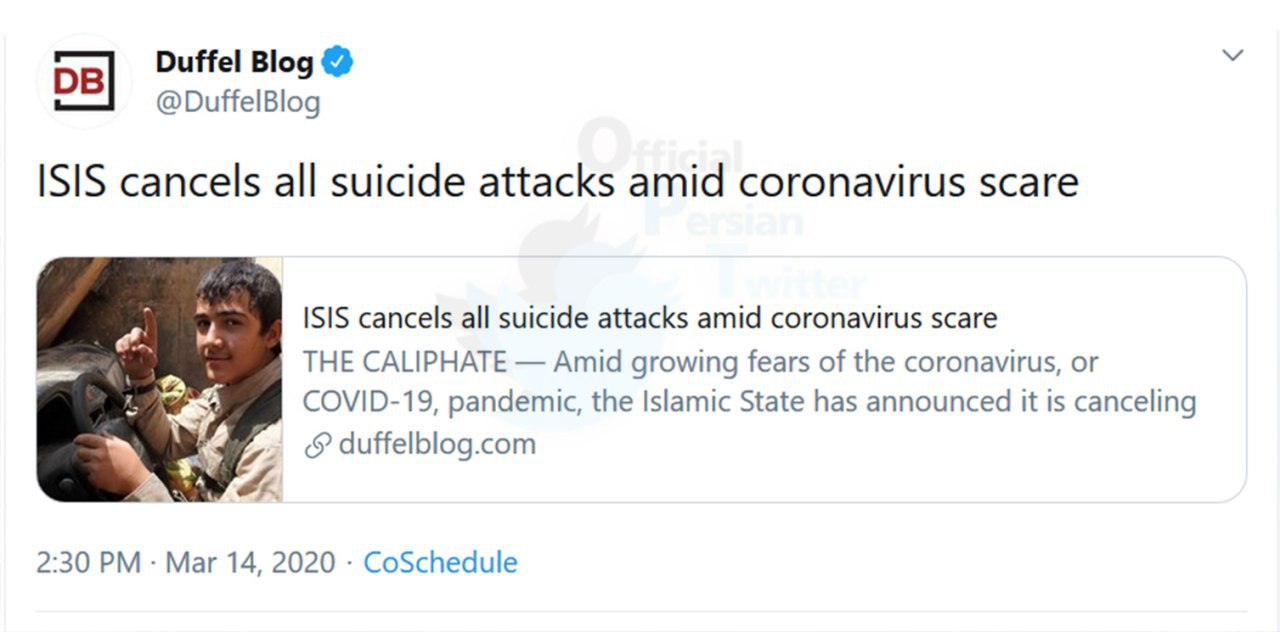 DB
Duffel Blog
@DuffelBlog
Official
Persian
Twitter
ISIS cancels all suicide attacks amid coronavirus scare
ISIS cancels all suicide attacks amid coronavirus scare
THE CALIPHATE — Amid growing fears of the coronavirus, or
COVID-19, pandemic, the Islamic State has announced it is canceling
duffelblog.com
2:30 PM · Mar 14, 2020 · CoSchedule